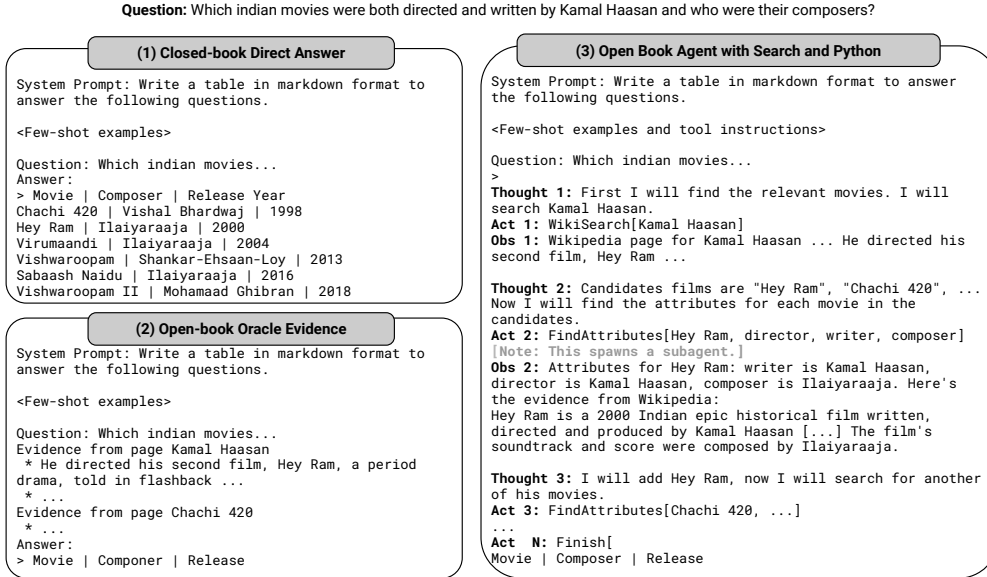 Question: Which indian movies were both directed and written by Kamal Haasan and who were their composers?
(1) Closed-book Direct Answer
System Prompt: Write a table in markdown format to
answer the following questions.
<Few-shot examples>
Question: Which indian movies...
Answer:
> Movie | Composer | Release Year
Chachi 420 | Vishal Bhardwaj | 1998
Hey Ram | Ilaiyaraaja | 2000
Virumaandi | Ilaiyaraaja | 2004
Vishwaroopam | Shankar-Ehsaan-Loy | 2013
Sabaash Naidu | Ilaiyaraaja | 2016
Vishwaroopam II | Mohamaad Ghibran | 2018
(2) Open-book Oracle Evidence
System Prompt: Write a table in markdown format to
answer the following questions.
<Few-shot examples>
Question: Which indian movies...
Evidence from page Kamal Haasan
* He directed his second film, Hey Ram, a period
drama, told in flashback ...
* ...
Evidence from page Chachi 420
* ...
Answer:
> Movie | Componer | Release
(3) Open Book Agent with Search and Python
System Prompt: Write a table in markdown format to answer
the following questions.
<Few-shot examples and tool instructions>
Question: Which indian movies...
>
Thought 1: First I will find the relevant movies. I will
search Kamal Haasan.
Act 1: WikiSearch[Kamal Haasan]
Obs 1: Wikipedia page for Kamal Haasan ... He directed his
second film, Hey Ram ...
Thought 2: Candidates films are "Hey Ram", "Chachi 420", ...
Now I will find the attributes for each movie in the
candidates.
Act 2: FindAttributes[Hey Ram, director, writer, composer]
[Note: This spawns a subagent.]
Obs 2: Attributes for Hey Ram: writer is Kamal Haasan,
director is Kamal Haasan, composer is Ilaiyaraaja. Here's
the evidence from Wikipedia:
Hey Ram is a 2000 Indian epic historical film written,
directed and produced by Kamal Haasan [...] The film's
soundtrack and score were composed by Ilaiyaraaja.
Thought 3: I will add Hey Ram, now I will search for another
of his movies.
Act 3: FindAttributes[Chachi 420, ...]
...
Act N: Finish[
Movie | Composer | Release